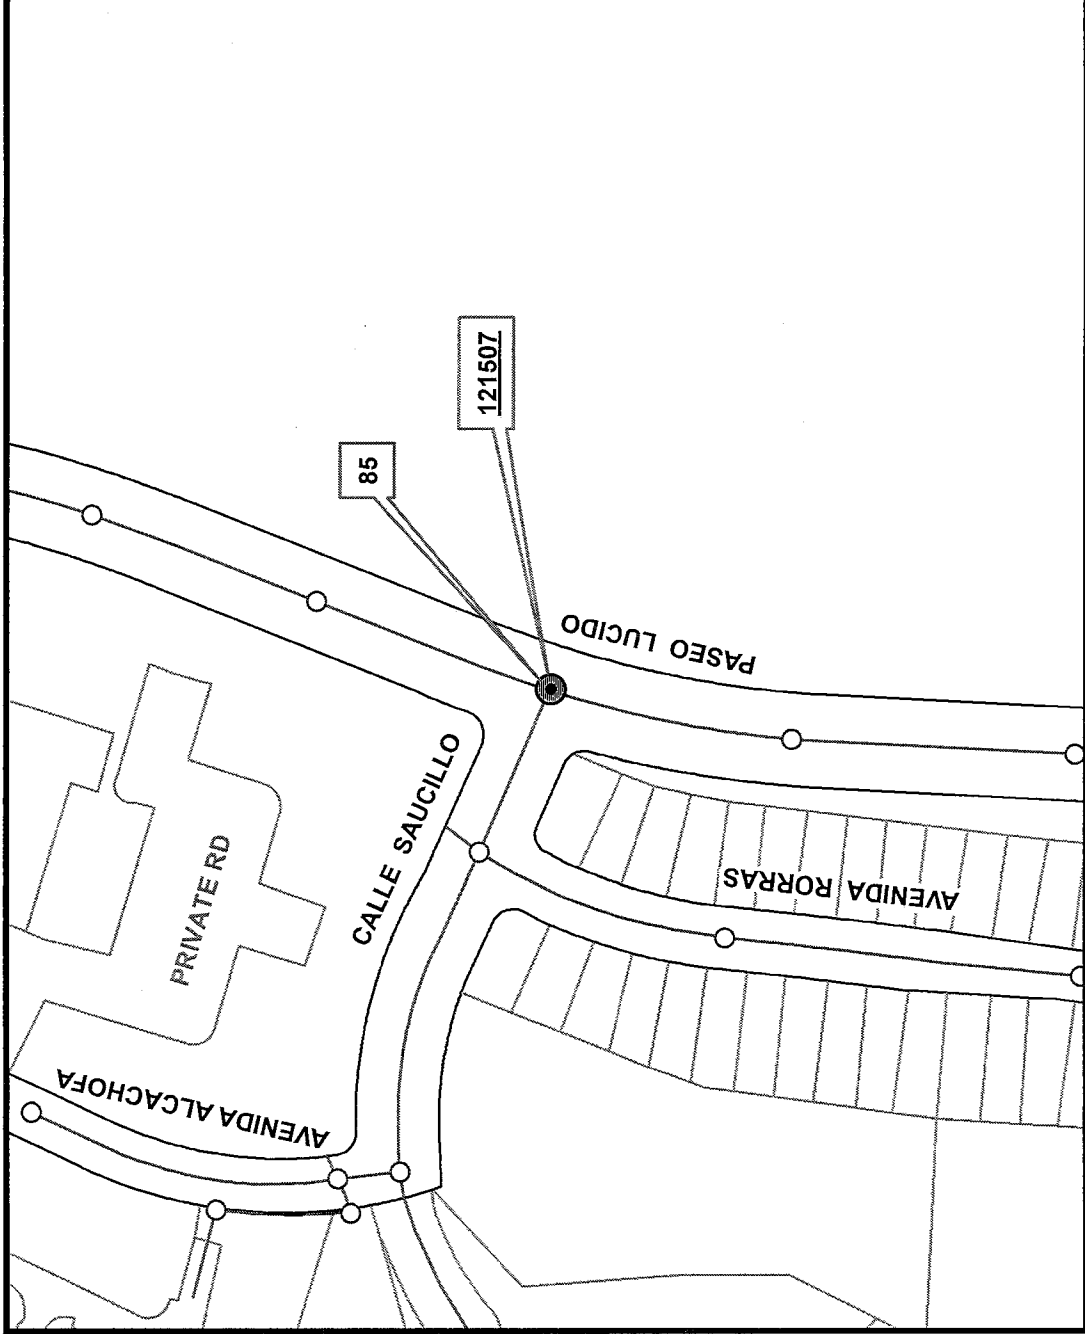 121507
85
PASEO LUCIDO
CALLE SAUCILLO
PRIVATE RD
AVENIDA RORRAS
AVENIDA ALCACHOFA